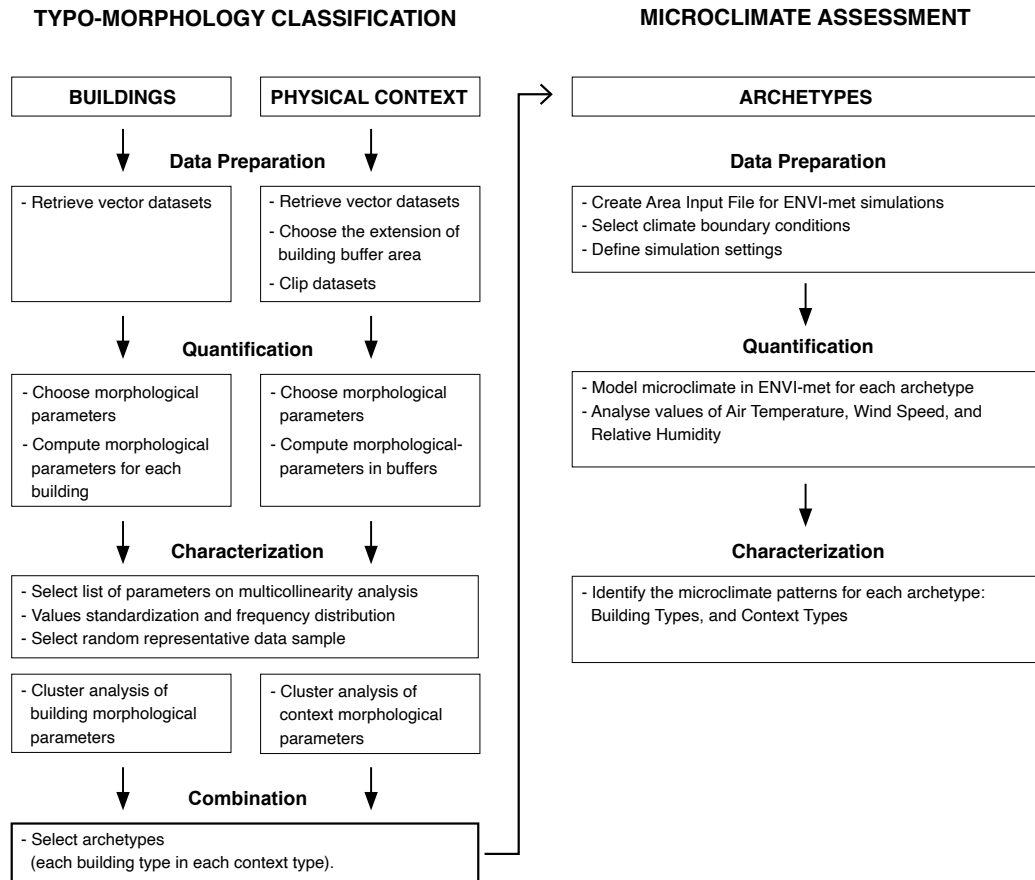 TYPO-MORPHOLOGY CLASSIFICATION
MICROCLIMATE ASSESSMENT
BUILDINGS
PHYSICAL CONTEXT
ARCHETYPES
Data Preparation
- Retrieve vector datasets
- Retrieve vector datasets
- Choose the extension of
building buffer area
- Clip datasets
Quantification
- Choose morphological
parameters
- Compute morphological
parameters for each
building
- Choose morphological
parameters
- Compute morphological-
parameters in buffers
Characterization
- Select list of parameters on multicollinearity analysis
- Values standardization and frequency distribution
- Select random representative data sample
- Cluster analysis of
building morphological
parameters
- Cluster analysis of
context morphological
parameters
Combination
- Select archetypes
(each building type in each context type).
Data Preparation
- Create Area Input File for ENVI-met simulations
- Select climate boundary conditions
- Define simulation settings
Quantification
- Model microclimate in ENVI-met for each archetype
- Analyse values of Air Temperature, Wind Speed, and
Relative Humidity
Characterization
- Identify the microclimate patterns for each archetype:
Building Types, and Context Types